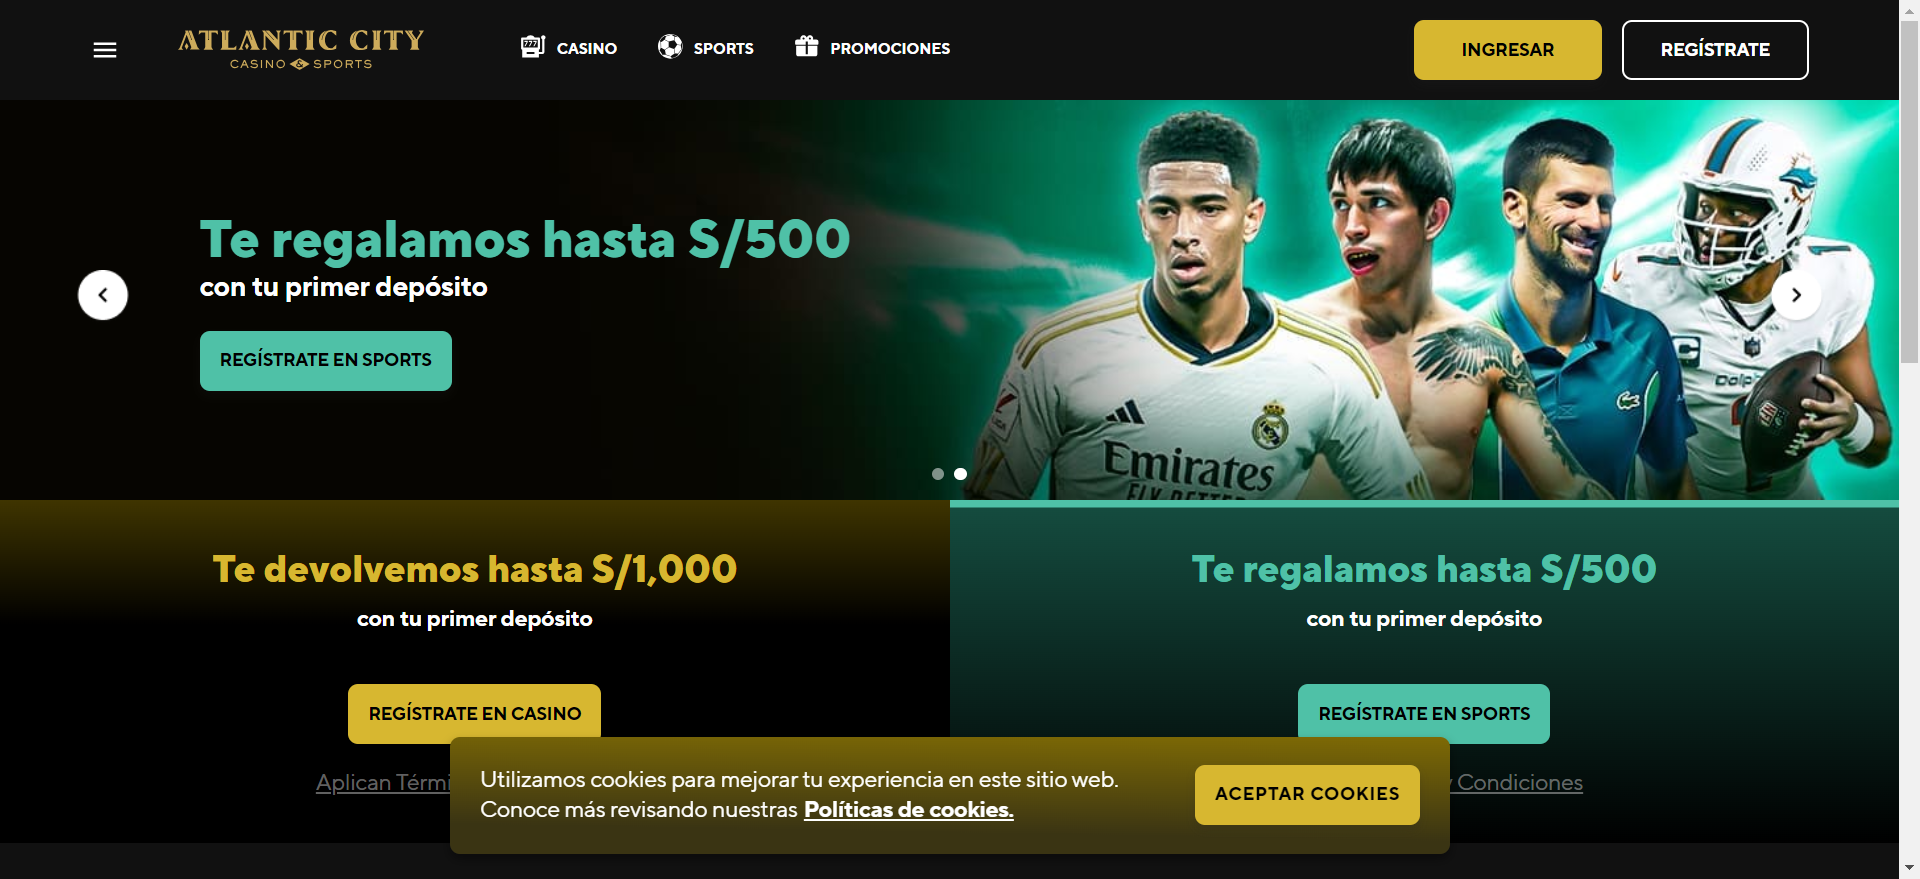 ATLANTIC CITY
CASINO & SPORTS
CASINO
SPORTS
PROMOCIONES
INGRESAR
REGÍSTRATE
Te regalamos hasta S/500
con tu primer depósito
REGÍSTRATE EN SPORTS
Emirates
FLY BETTER
Te devolvemos hasta S/1,000
con tu primer depósito
REGÍSTRATE EN CASINO
Aplican Térmi
Te regalamos hasta S/500
con tu primer depósito
REGÍSTRATE EN SPORTS
y Condiciones
Utilizamos cookies para mejorar tu experiencia en este sitio web.
Conoce más revisando nuestras Políticas de cookies.
ACEPTAR COOKIES